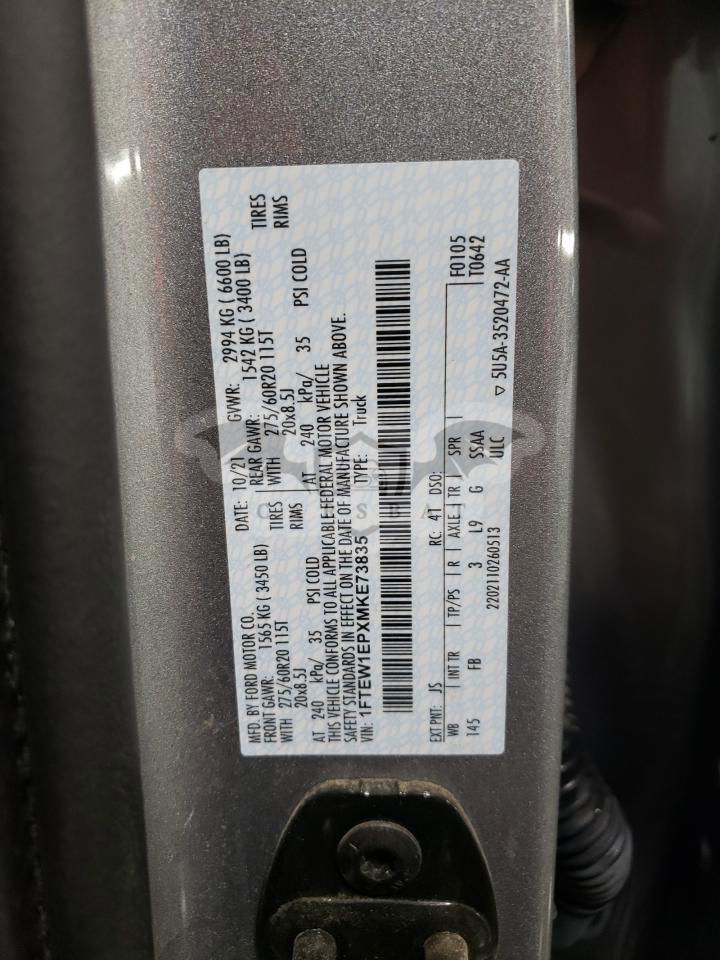 MFD. BY FORD MOTOR CO.
DATE: 10/21
GVWR: 2994 KG ( 6600 LB)
FRONT GAWR: 1565 KG ( 3450 LB)
REAR GAWR: 1542 KG ( 3400 LB)
WITH 275/60R20 115T TIRES
WITH 275/60R20 115T TIRES
20x8.5J RIMS
20x8.5J RIMS
AT 240 kPa/ 35 PSI COLD
AT 240 kPa/ 35 PSI COLD
THIS VEHICLE CONFORMS TO ALL APPLICABLE FEDERAL MOTOR VEHICLE
SAFETY STANDARDS IN EFFECT ON THE DATE OF MANUFACTURE SHOWN ABOVE.
VIN: 1FTEW1EPXMKE73835 TYPE: Truck
EXT PNT: JS RC: 41 DSO: F0105
WB INT TR TP/PS R AXLE TR SPR T0642
145 FB 3 L9 G SSAA
2202110260513 ULC ▽ 5U5A-3520472-AA